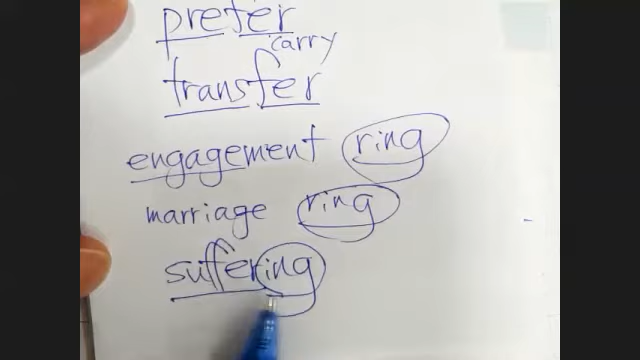 prefer
carry
transfer
engagement ring
marriage ring
suffering